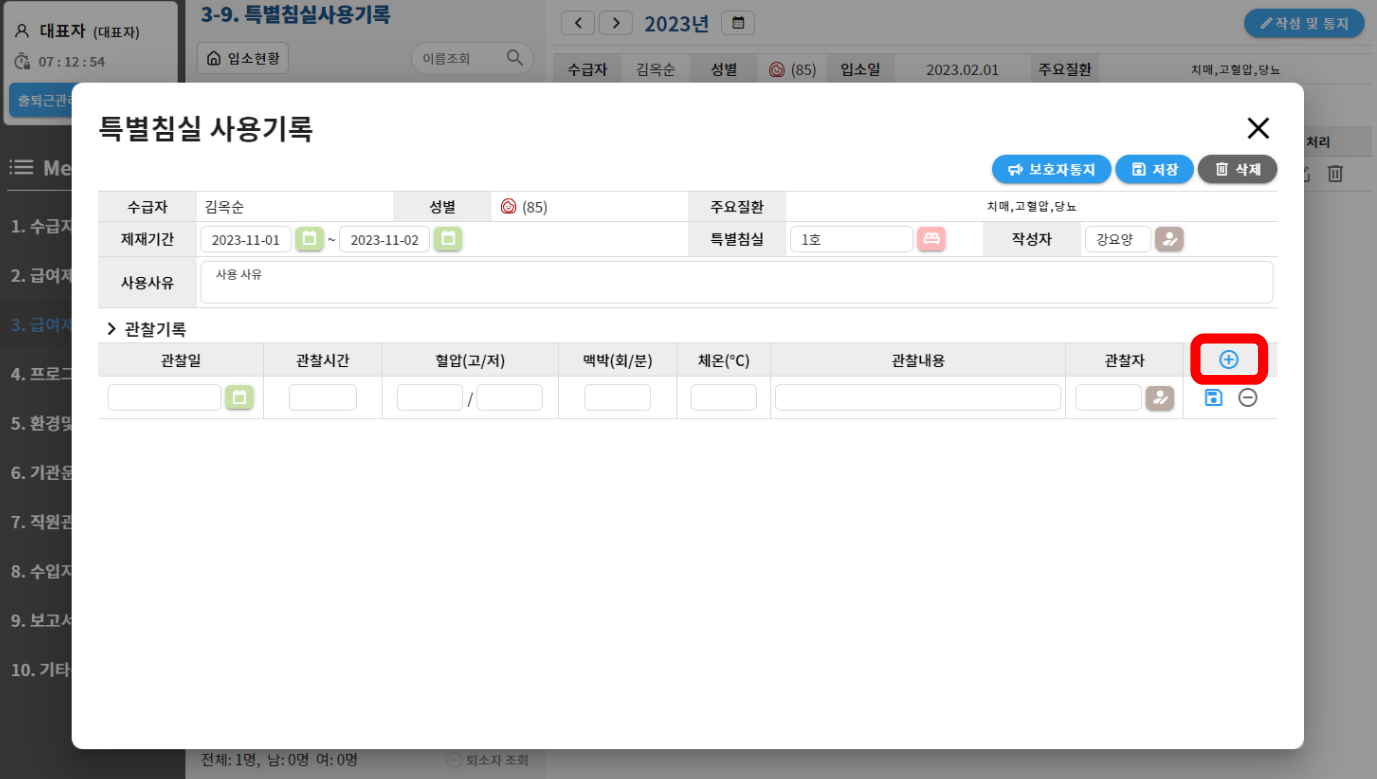 대표자 (대표자)
07 : 12 : 54
출퇴근관리
Me
1. 수급자
2. 급여제
3. 급여제
4. 프로그
5. 환경및
6. 기관운
7. 직원관
8. 수입지
9. 보고서
10. 기타
3-9. 특별침실사용기록
입소현황
이름조회
2023년
작성 및 통지
수급자 김옥순 성별 (85) 입소일 2023.02.01 주요질환 치매,고혈압,당뇨
처리
특별침실 사용기록
보호자통지 저장 삭제
수급자 김옥순 성별 (85) 주요질환 치매,고혈압,당뇨
제재기간 2023-11-01 ~ 2023-11-02 특별침실 1호 작성자 강요양
사용사유 사용 사유
관찰기록
관찰일 관찰시간 혈압(고/저) 맥박(회/분) 체온(°C) 관찰내용 관찰자
/
전체: 1명, 남: 0명 여: 0명 퇴소자 조회